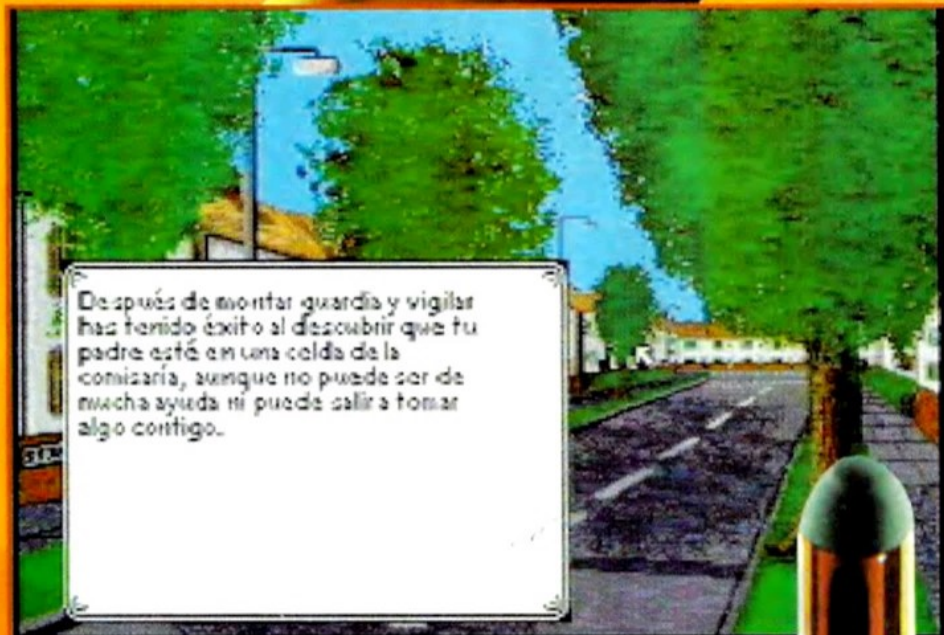 Después de montar guardia y vigilar
has tenido éxito al descubrir que tu
padre esté en una celda de la
comisaría, aunque no puede ser de
mucha ayuda ni puede salir a tomar
algo contigo.